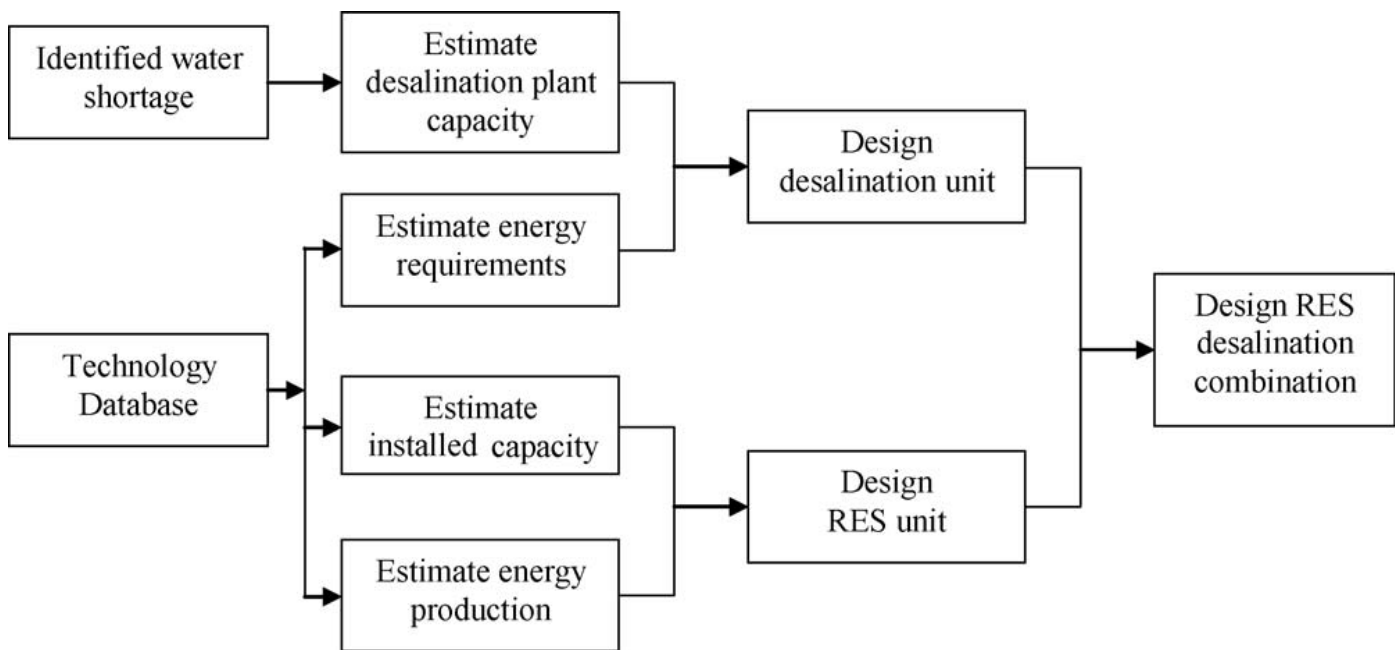 Identified water
shortage
Estimate
desalination plant
capacity
Estimate energy
requirements
Technology
Database
Estimate
installed capacity
Estimate energy
production
Design
desalination unit
Design
RES unit
Design RES
desalination
combination